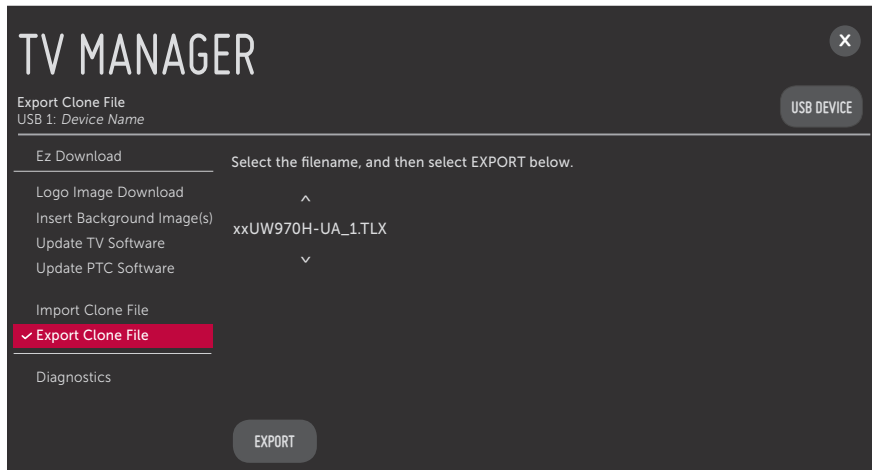 TV MANAGER
X
Export Clone File
USB 1: Device Name
USB DEVICE
Ez Download
Logo Image Download
Insert Background Image(s)
Update TV Software
Update PTC Software
Import Clone File
Export Clone File
Diagnostics
Select the filename, and then select EXPORT below.
xxUW970H-UA_1.TLX
EXPORT